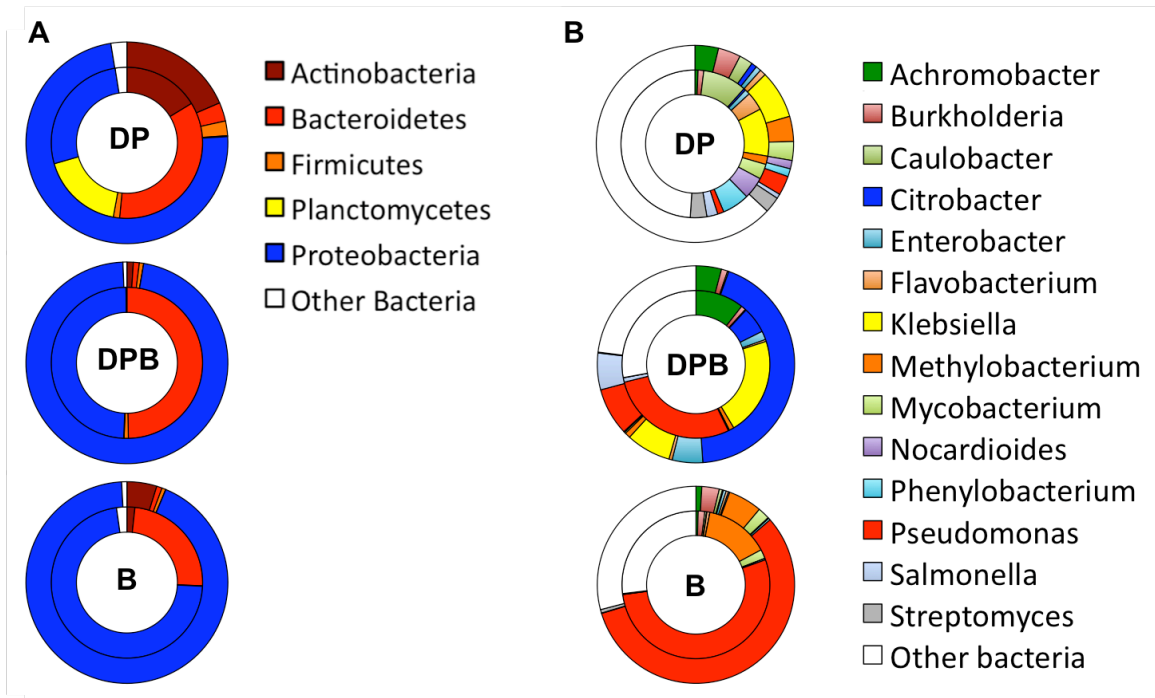 A
DP
DPB
B
Actinobacteria
Bacteroidetes
Firmicutes
Planctomycetes
Proteobacteria
Other Bacteria
B
DP
DPB
B
Achromobacter
Burkholderia
Caulobacter
Citrobacter
Enterobacter
Flavobacterium
Klebsiella
Methylobacterium
Mycobacterium
Nocardioides
Phenylobacterium
Pseudomonas
Salmonella
Streptomyces
Other bacteria